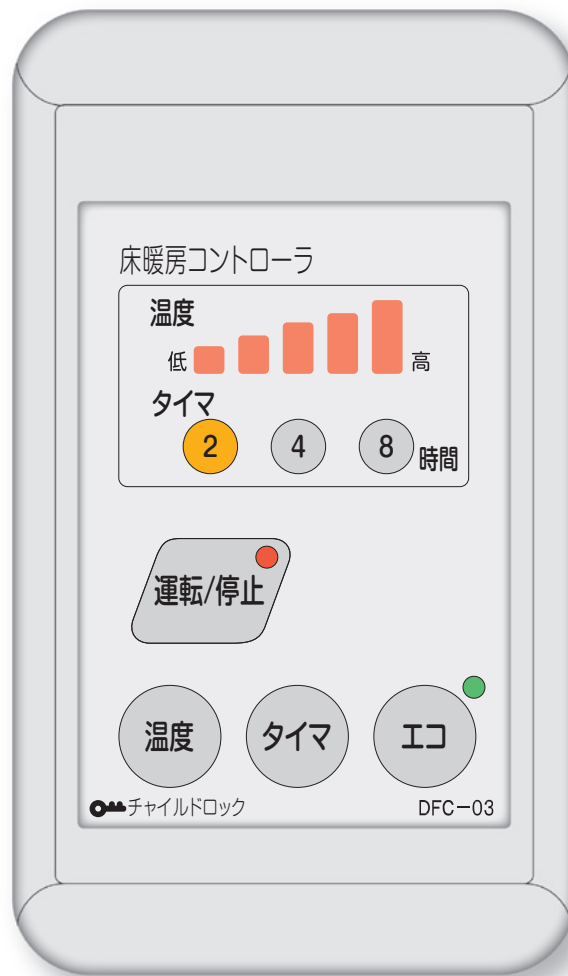 床暖房コントローラ
温度
低 高
タイマ
2 4 8 時間
運転/停止
温度 タイマ エコ
チャイルドロック DFC-03